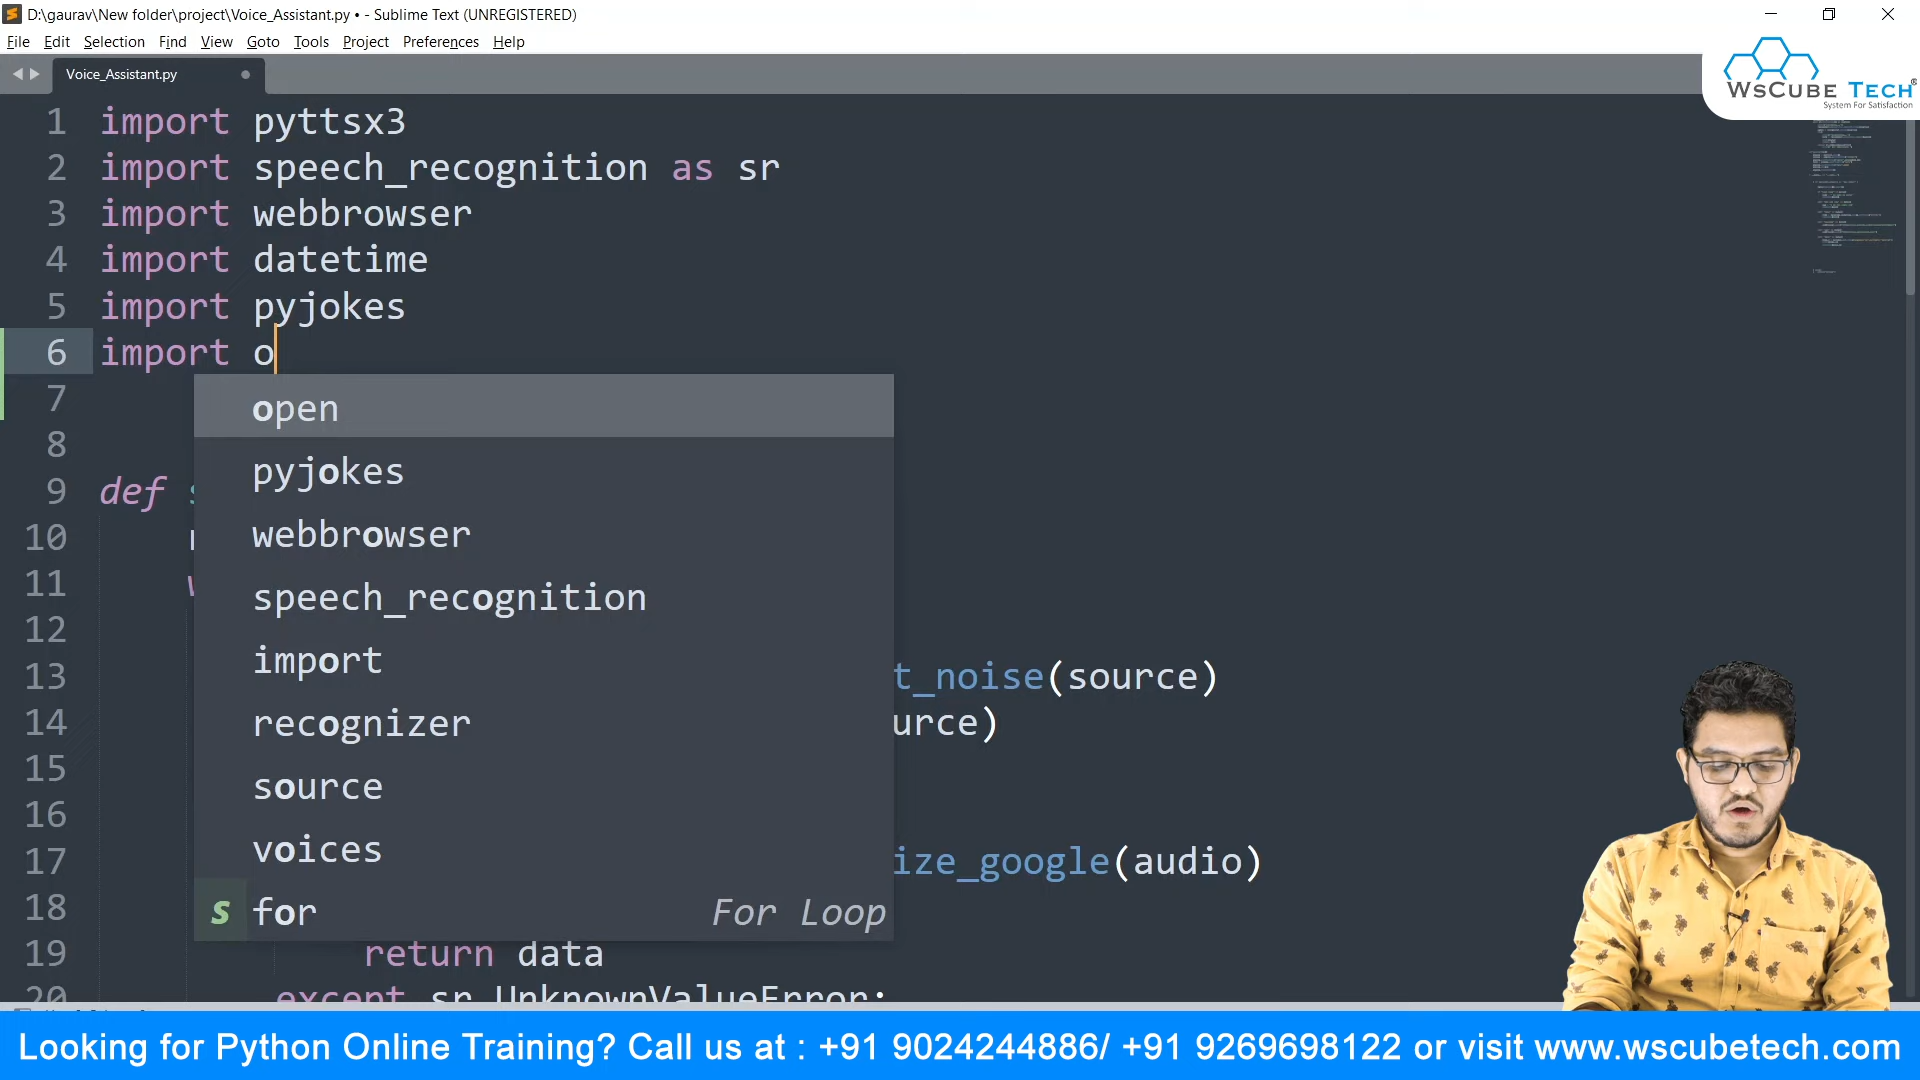 D:\gaurav\New folder\project\Voice_Assistant.py • - Sublime Text (UNREGISTERED)
File Edit Selection Find View Goto Tools Project Preferences Help
Voice_Assistant.py
WsCube Tech®
System For Satisfaction
1 import pyttsx3
2 import speech_recognition as sr
3 import webbrowser
4 import datetime
5 import pyjokes
6 import o
7
open
8
pyjokes
9 def
10
webbrowser
11
speech_recognition
12
import
13 t_noise(source)
14 urce)
recognizer
15
source
16
voices
17 ize_google(audio)
18
S for For Loop
19 return data
20 except sr.UnknownValueError:
Looking for Python Online Training? Call us at : +91 9024244886/ +91 9269698122 or visit www.wscubetech.com